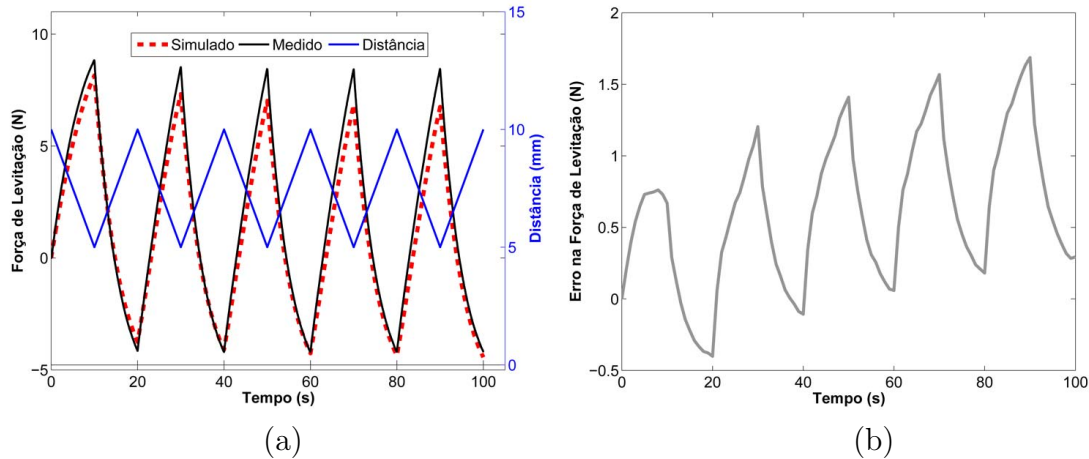 Força de Levitação (N)
10
5
0
−5
Simulado
Medido
Distância
15
10
5
0
Distância (mm)
0
20
40
60
80
100
Tempo (s)
(a)
Erro na Força de Levitação (N)
2
1.5
1
0.5
0
−0.5
0
20
40
60
80
100
Tempo (s)
(b)